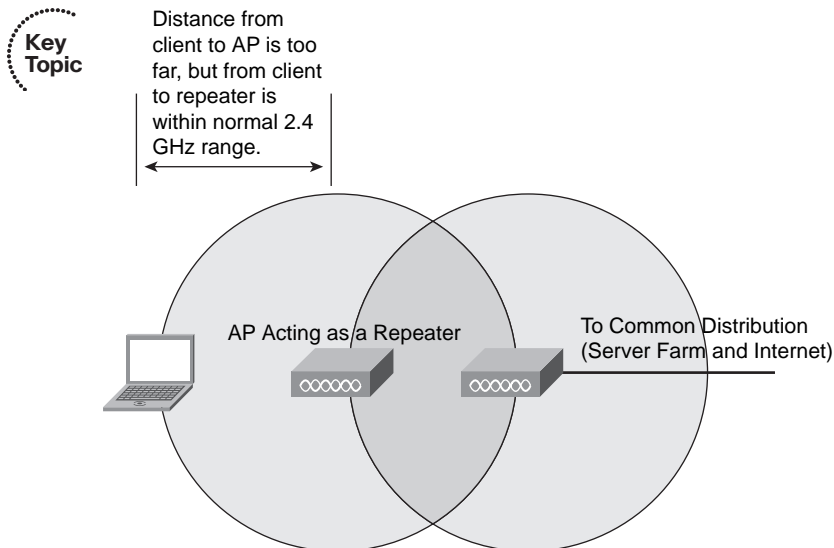 Key
Topic
Distance from
client to AP is too
far, but from client
to repeater is
within normal 2.4
GHz range.
AP Acting as a Repeater
To Common Distribution
(Server Farm and Internet)